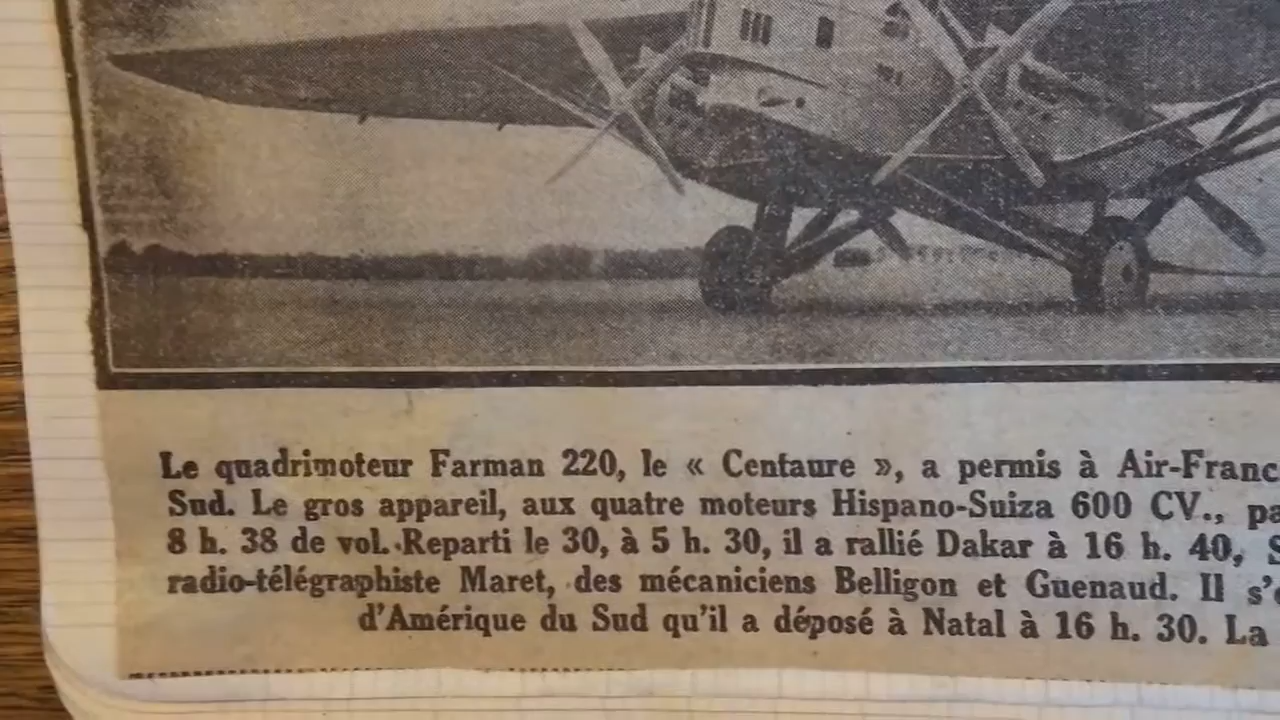 Le quadrimoteur Farman 220, le « Centaure », a permis à Air-Franc
Sud. Le gros appareil, aux quatre moteurs Hispano-Suiza 600 CV., pa
8 h. 38 de vol. Reparti le 30, à 5 h. 30, il a rallié Dakar à 16 h. 40, S
radio-télégraphiste Maret, des mécaniciens Belligon et Guenaud. Il s'
d'Amérique du Sud qu'il a déposé à Natal à 16 h. 30. La